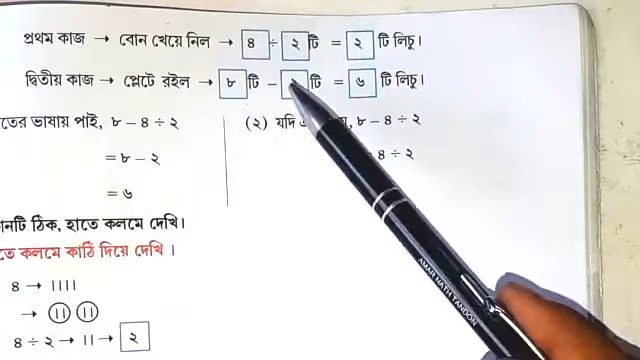 প্রথম কাজ → বোন খেয়ে নিল → ৪ ÷ ২ টি = ২ টি লিচু।
দ্বিতীয় কাজ → প্লেটে রইল → ৮ টি – ২ টি = ৬ টি লিচু।
তের ভাষায় পাই, ৮ – ৪ ÷ ২
= ৮ – ২
= ৬
(২) যদি ৮ – ৪ ÷ ২
৪ ÷ ২
নটি ঠিক, হাতে কলমে দেখি।
তে কলমে কাঠি দিয়ে দেখি।
৪ → ||||
→ || ||
৪ ÷ ২ → || → ২
AMAR NATH TANDON